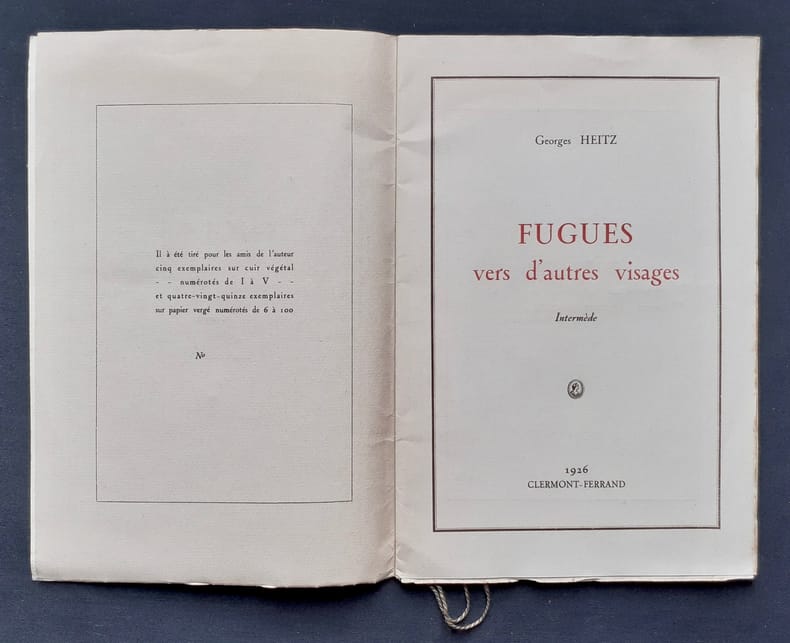 Il à été tiré pour les amis de l'auteur
cinq exemplaires sur cuir végétal
- - numérotés de I à V - -
et quatre-vingt-quinze exemplaires
sur papier vergé numérotés de 6 à 100
No
Georges HEITZ
FUGUES
vers d'autres visages
Intermède
1926
CLERMONT-FERRAND